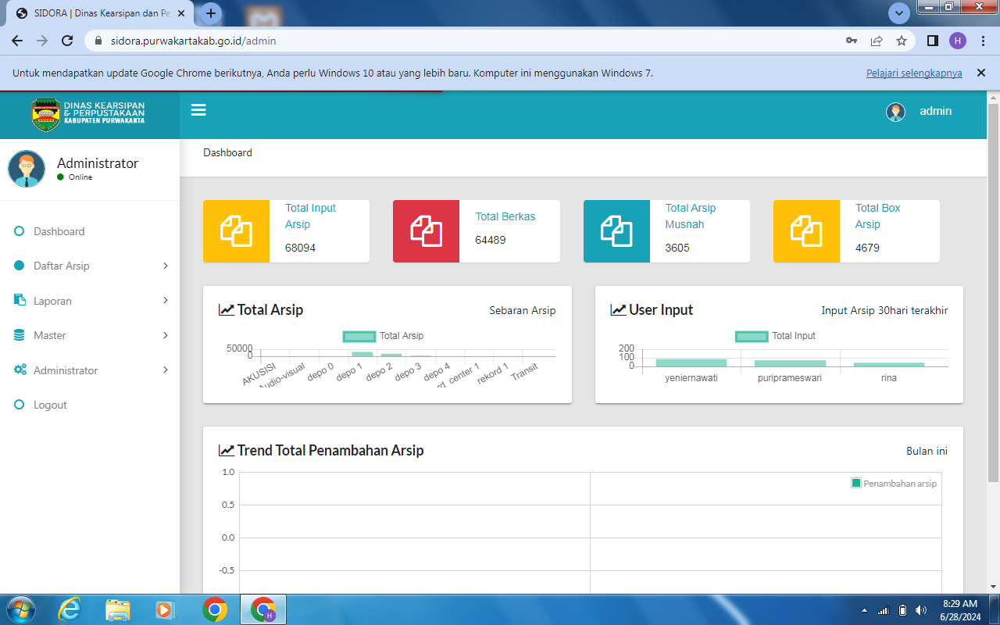 SIDORA | Dinas Kearsipan dan Pe
sidora.purwakartakab.go.id/admin
H
Untuk mendapatkan update Google Chrome berikutnya, Anda perlu Windows 10 atau yang lebih baru. Komputer ini menggunakan Windows 7.
Pelajari selengkapnya
DINAS KEARSIPAN
& PERPUSTAKAAN
KABUPATEN PURWAKARTA
admin
Administrator
Online
Dashboard
Daftar Arsip
Laporan
Master
Administrator
Logout
Dashboard
Total Input
Arsip
68094
Total Berkas
64489
Total Arsip
Musnah
3605
Total Box
Arsip
4679
Total Arsip
Sebaran Arsip
Total Arsip
50000
0
AKUSISI
Audio-visual
depo 0
depo 1
depo 2
depo 3
depo 4
rd_center 1
rekord 1
Transit
User Input
Input Arsip 30hari terakhir
Total Input
200
100
0
yeniernawati
puriprameswari
rina
Trend Total Penambahan Arsip
Bulan ini
Penambahan arsip
1.0
0.5
0.0
-0.5
H
8:29 AM
6/28/2024